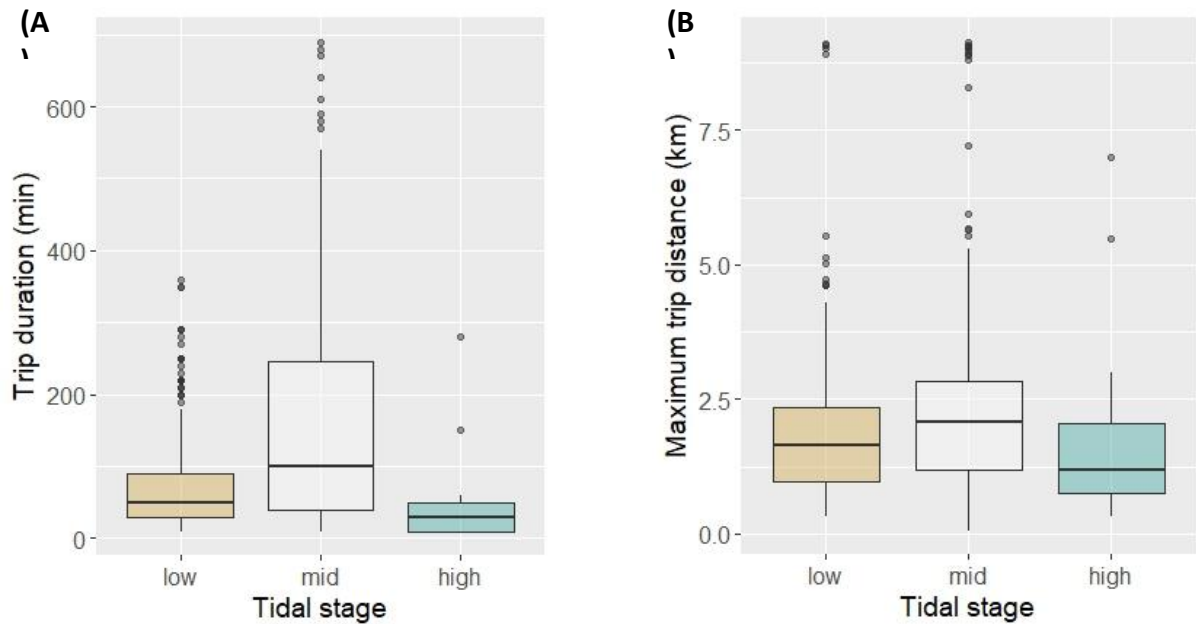 (A
)
Trip duration (min)
600
400
200
0
low mid high
Tidal stage
(B
)
Maximum trip distance (km)
7.5
5.0
2.5
0.0
low mid high
Tidal stage